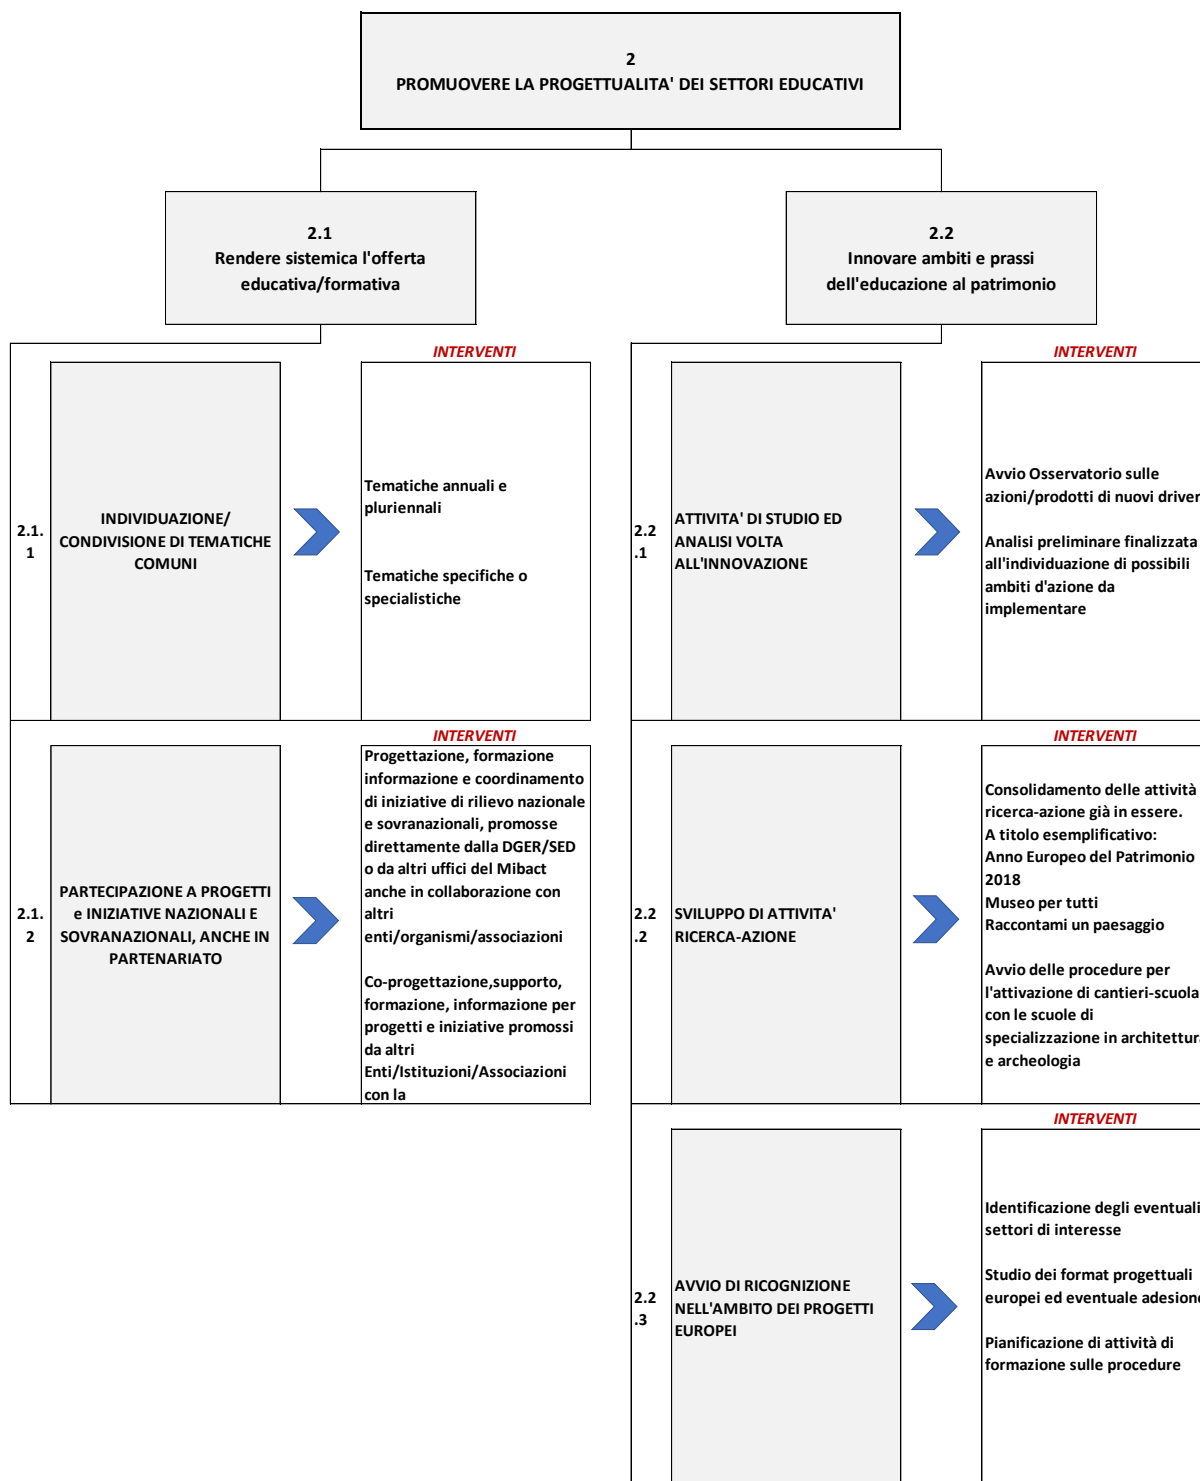 2
PROMUOVERE LA PROGETTUALITA' DEI SETTORI EDUCATIVI
2.1
Rendere sistemica l'offerta
educativa/formativa
2.2
Innovare ambiti e prassi
dell'educazione al patrimonio
INTERVENTI
2.1.
1
INDIVIDUAZIONE/
CONDIVISIONE DI TEMATICHE
COMUNI
Tematiche annuali e
pluriennali
Tematiche specifiche o
specialistiche
INTERVENTI
2.1.
2
PARTECIPAZIONE A PROGETTI
e INIZIATIVE NAZIONALI E
SOVRANAZIONALI, ANCHE IN
PARTENARIATO
Progettazione, formazione
informazione e coordinamento
di iniziative di rilievo nazionale
e sovranazionali, promosse
direttamente dalla DGER/SED
o da altri uffici del Mibact
anche in collaborazione con
altri
enti/organismi/associazioni
Co-progettazione,supporto,
formazione, informazione per
progetti e iniziative promossi
da altri
Enti/Istituzioni/Associazioni
con la
INTERVENTI
2.2
.1
ATTIVITA' DI STUDIO ED
ANALISI VOLTA
ALL'INNOVAZIONE
Avvio Osservatorio sulle
azioni/prodotti di nuovi driver
Analisi preliminare finalizzata
all'individuazione di possibili
ambiti d'azione da
implementare
INTERVENTI
2.2
.2
SVILUPPO DI ATTIVITA'
RICERCA-AZIONE
Consolidamento delle attività
ricerca-azione già in essere.
A titolo esemplificativo:
Anno Europeo del Patrimonio
2018
Museo per tutti
Raccontami un paesaggio
Avvio delle procedure per
l'attivazione di cantieri-scuola
con le scuole di
specializzazione in architettura
e archeologia
INTERVENTI
2.2
.3
AVVIO DI RICOGNIZIONE
NELL'AMBITO DEI PROGETTI
EUROPEI
Identificazione degli eventuali
settori di interesse
Studio dei format progettuali
europei ed eventuale adesione
Pianificazione di attività di
formazione sulle procedure